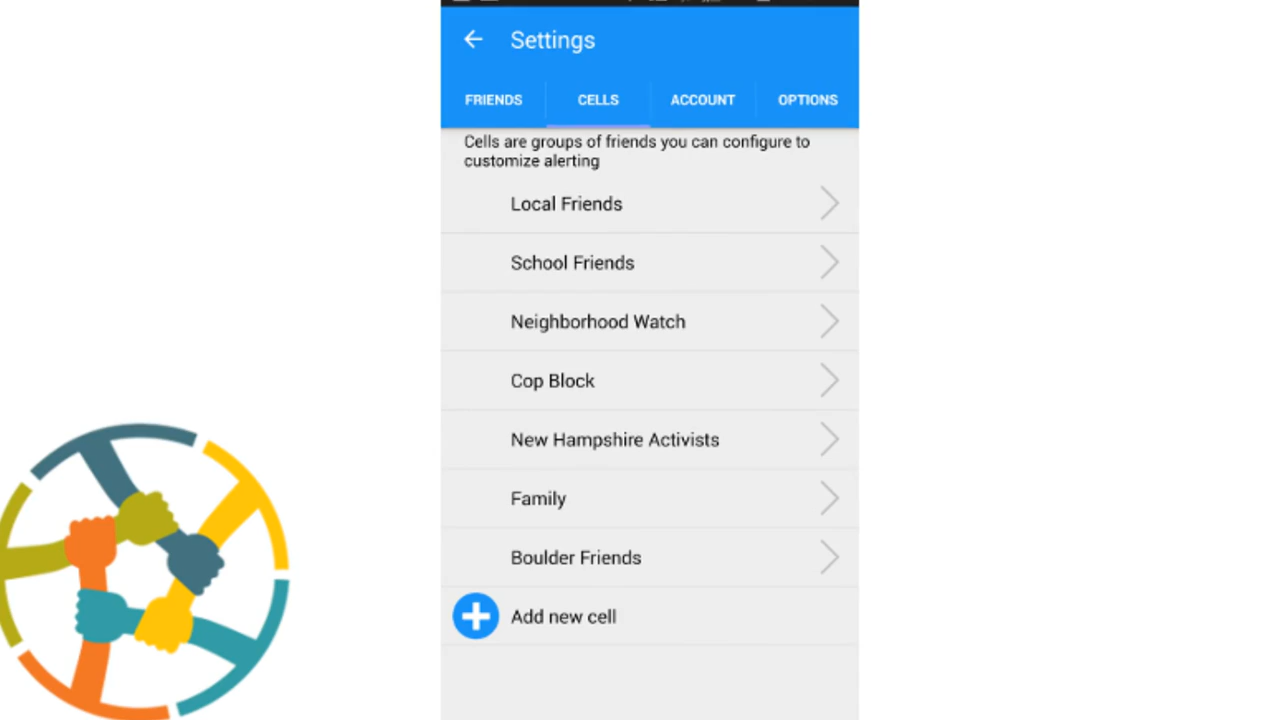 Settings
FRIENDS CELLS ACCOUNT OPTIONS
Cells are groups of friends you can configure to
customize alerting
Local Friends
School Friends
Neighborhood Watch
Cop Block
New Hampshire Activists
Family
Boulder Friends
Add new cell